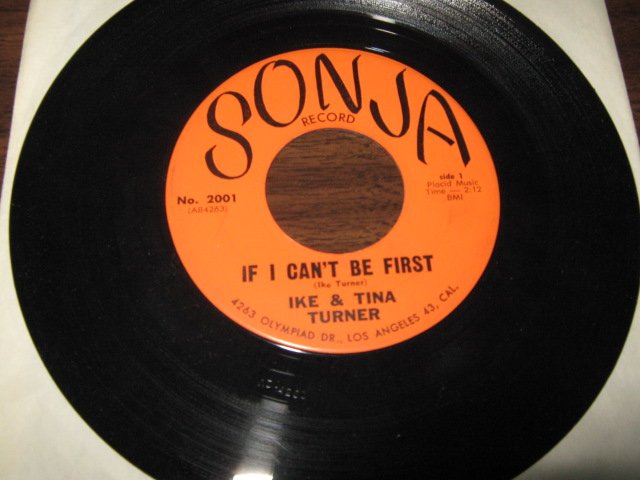 SONJA
RECORD
No. 2001
(AB4263)
side 1
Placid Music
Time — 2:12
BMI
IF I CAN'T BE FIRST
(Ike Turner)
IKE & TINA
TURNER
4263 OLYMPIAD DR., LOS ANGELES 43, CAL.